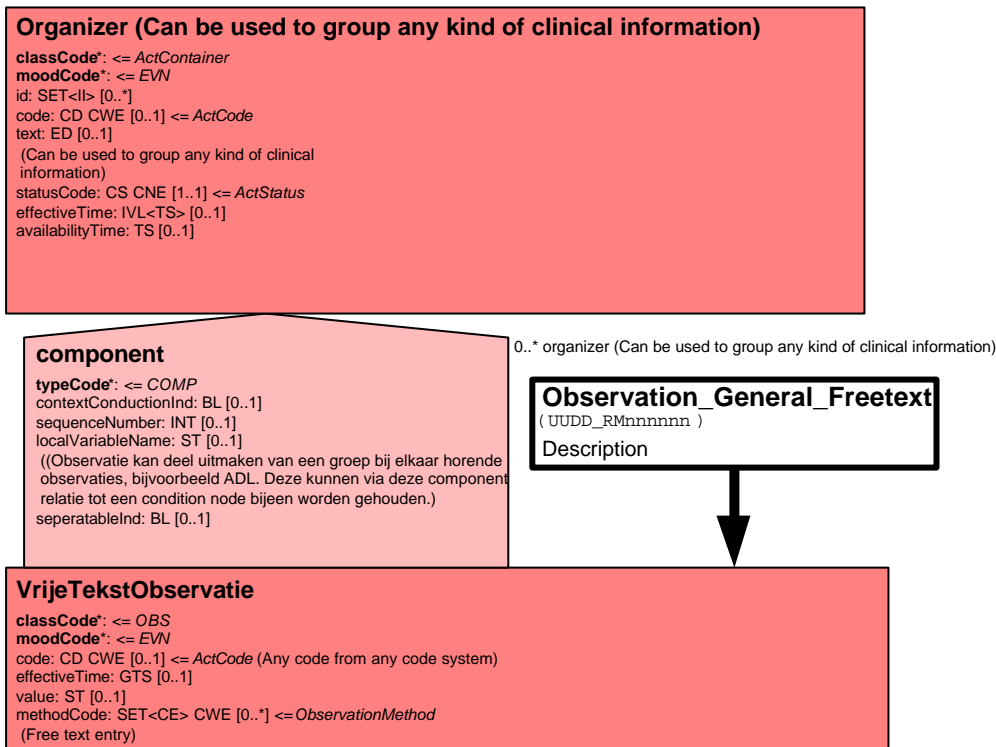 Organizer (Can be used to group any kind of clinical information)
classCode*: <= ActContainer
moodCode*: <= EVN
id: SET<II> [0..*]
code: CD CWE [0..1] <= ActCode
text: ED [0..1]
(Can be used to group any kind of clinical
information)
statusCode: CS CNE [1..1] <= ActStatus
effectiveTime: IVL<TS> [0..1]
availabilityTime: TS [0..1]
component
typeCode*: <= COMP
contextConductionInd: BL [0..1]
sequenceNumber: INT [0..1]
localVariableName: ST [0..1]
((Observatie kan deel uitmaken van een groep bij elkaar horende
observaties, bijvoorbeeld ADL. Deze kunnen via deze component
relatie tot een condition node bijeen worden gehouden.)
seperatableInd: BL [0..1]
0..* organizer (Can be used to group any kind of clinical information)
Observation_General_Freetext
( UUDD_RMnnnnnn )
Description
VrijeTekstObservatie
classCode*: <= OBS
moodCode*: <= EVN
code: CD CWE [0..1] <= ActCode (Any code from any code system)
effectiveTime: GTS [0..1]
value: ST [0..1]
methodCode: SET<CE> CWE [0..*] <= ObservationMethod
(Free text entry)